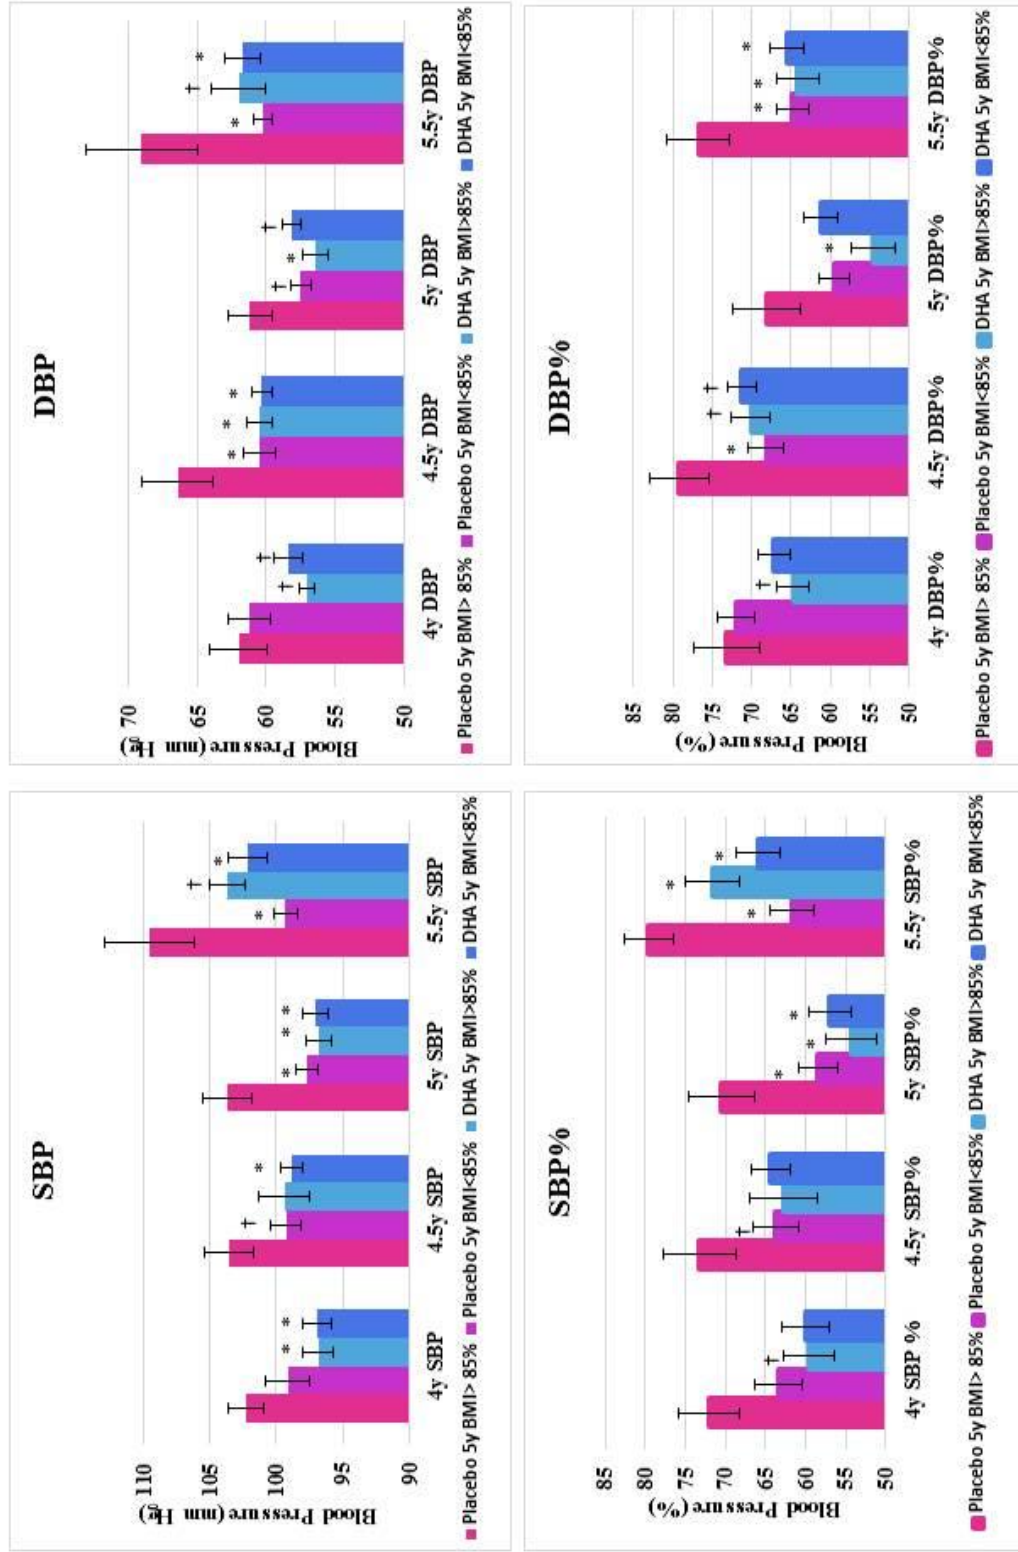 SBP
Blood Pressure (mm Hg)
110
105
100
95
90
* *
† *
* * *
* † *
4y SBP 4.5y SBP 5y SBP 5.5y SBP
Placebo 5y BMI> 85% Placebo 5y BMI<85% DHA 5y BMI>85% DHA 5y BMI<85%
DBP
Blood Pressure (mm Hg)
70
65
60
55
50
† †
* * *
† * †
* † *
4y DBP 4.5y DBP 5y DBP 5.5y DBP
Placebo 5y BMI> 85% Placebo 5y BMI<85% DHA 5y BMI>85% DHA 5y BMI<85%
SBP%
Blood Pressure (%)
85
80
75
70
65
60
55
50
†
†
* * *
* * *
4y SBP % 4.5y SBP% 5y SBP% 5.5y SBP%
Placebo 5y BMI> 85% Placebo 5y BMI<85% DHA 5y BMI>85% DHA 5y BMI<85%
DBP%
Blood Pressure (%)
85
80
75
70
65
60
55
50
†
* † †
*
* * *
4y DBP% 4.5y DBP% 5y DBP% 5.5y DBP%
Placebo 5y BMI> 85% Placebo 5y BMI<85% DHA 5y BMI>85% DHA 5y BMI<85%